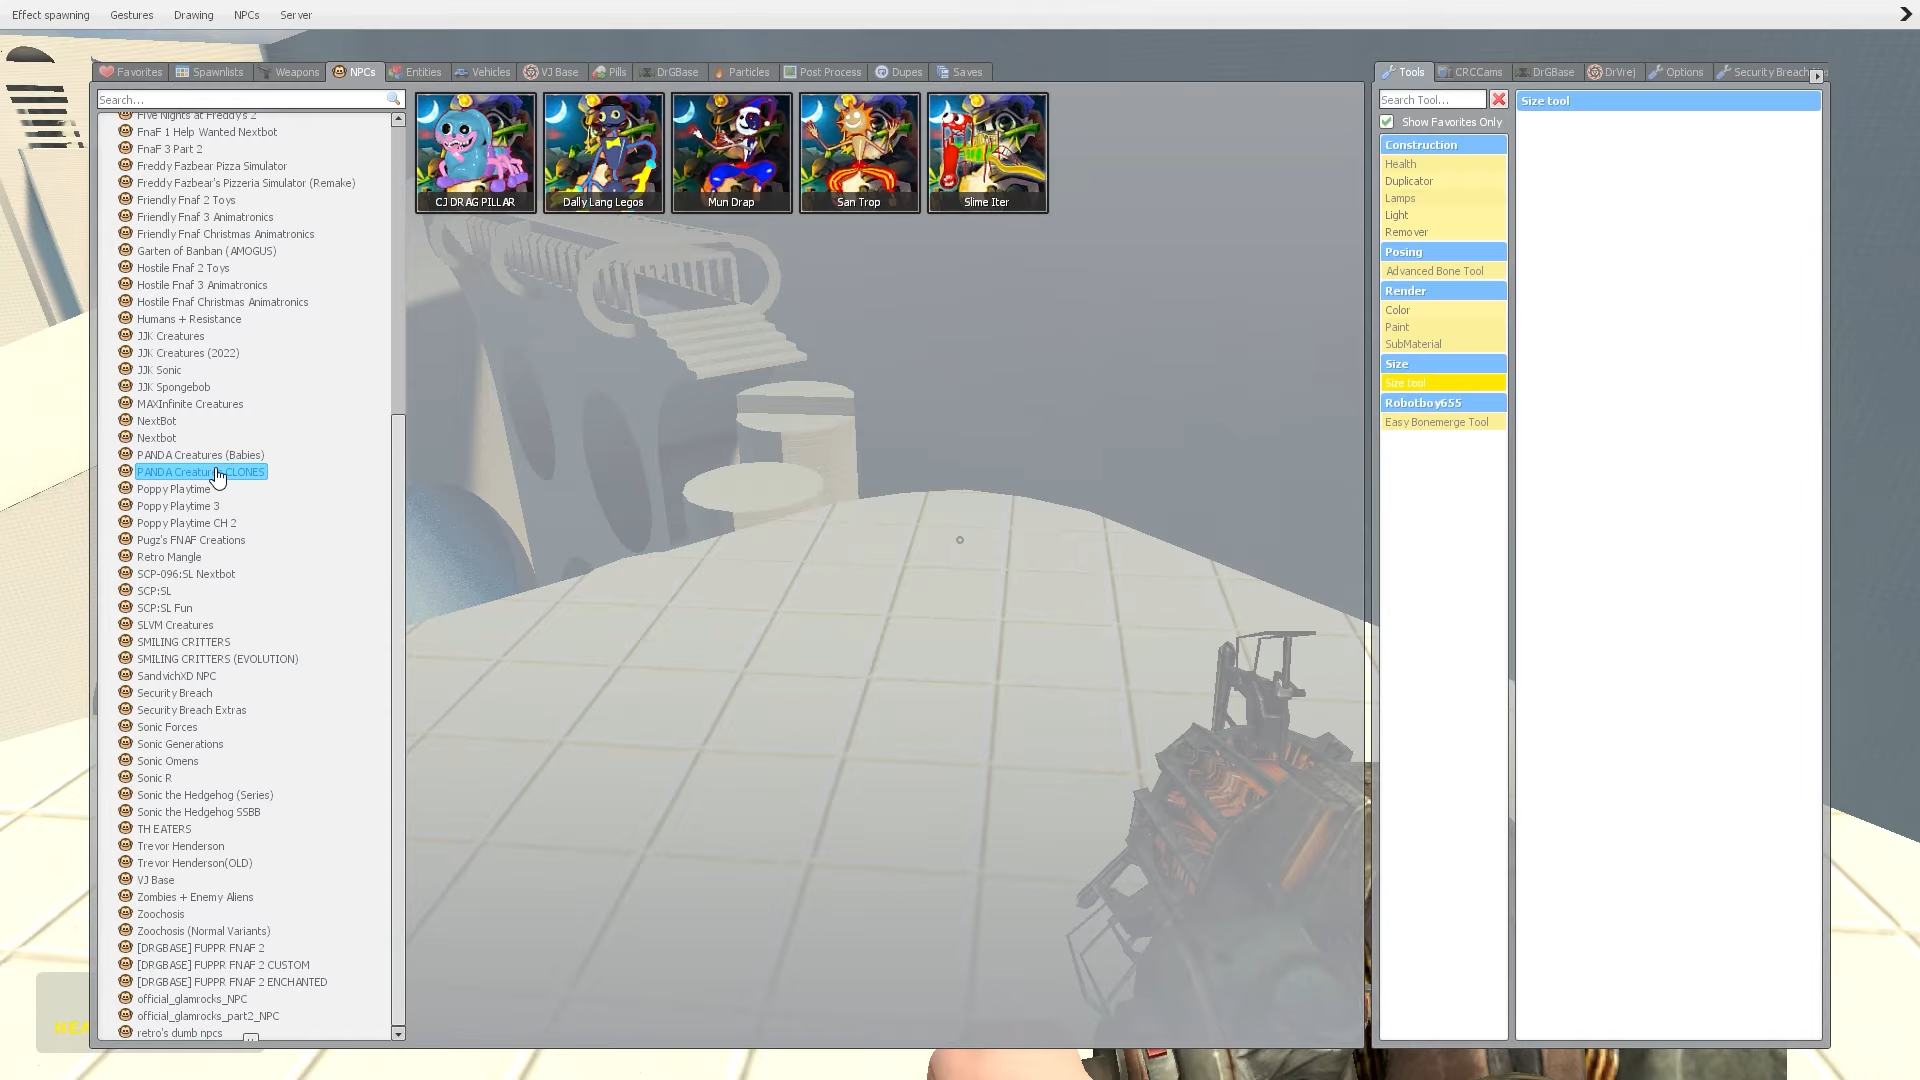 Effect spawning Gestures Drawing NPCs Server
Favorites Spawnlists Weapons NPCs Entities Vehicles VJ Base Pills DrGBase Particles Post Process Dupes Saves
Search...
Five Nights at Freddy's 2
FnaF 1 Help Wanted Nextbot
FnaF 3 Part 2
Freddy Fazbear Pizza Simulator
Freddy Fazbear's Pizzeria Simulator (Remake)
Friendly Fnaf 2 Toys
Friendly Fnaf 3 Animatronics
Friendly Fnaf Christmas Animatronics
Garten of Banban (AMOGUS)
Hostile Fnaf 2 Toys
Hostile Fnaf 3 Animatronics
Hostile Fnaf Christmas Animatronics
Humans + Resistance
JJK Creatures
JJK Creatures (2022)
JJK Sonic
JJK Spongebob
MAXInfinite Creatures
NextBot
Nextbot
PANDA Creatures (Babies)
PANDA Creatur CLONES
Poppy Playtime
Poppy Playtime 3
Poppy Playtime CH 2
Pugz's FNAF Creations
Retro Mangle
SCP-096:SL Nextbot
SCP:SL
SCP:SL Fun
SLVM Creatures
SMILING CRITTERS
SMILING CRITTERS (EVOLUTION)
SandvichXD NPC
Security Breach
Security Breach Extras
Sonic Forces
Sonic Generations
Sonic Omens
Sonic R
Sonic the Hedgehog (Series)
Sonic the Hedgehog SSBB
TH EATERS
Trevor Henderson
Trevor Henderson(OLD)
VJ Base
Zombies + Enemy Aliens
Zoochosis
Zoochosis (Normal Variants)
[DRGBASE] FUPPR FNAF 2
[DRGBASE] FUPPR FNAF 2 CUSTOM
[DRGBASE] FUPPR FNAF 2 ENCHANTED
official_glamrocks_NPC
official_glamrocks_part2_NPC
retro's dumb npcs
CJ DRAG PILLAR
Dally Lang Legos
Mun Drap
San Trop
Slime Iter
Tools CRCCams DrGBase DrVrej Options Security Breach
Search Tool...
Show Favorites Only
Construction
Health
Duplicator
Lamps
Light
Remover
Posing
Advanced Bone Tool
Render
Color
Paint
SubMaterial
Size
Size tool
Robotboy655
Easy Bonemerge Tool
Size tool